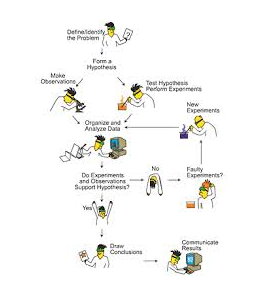 Define/Identify
the Problem
Form a
Hypothesis
Make
Observations
Test Hypothesis
Perform Experiments
New
Experiments
Organize and
Analyze Data
Do Experiments
and Observations
Support Hypothesis?
No
Faulty
Experiments?
Yes
Draw
Conclusions
Communicate
Results